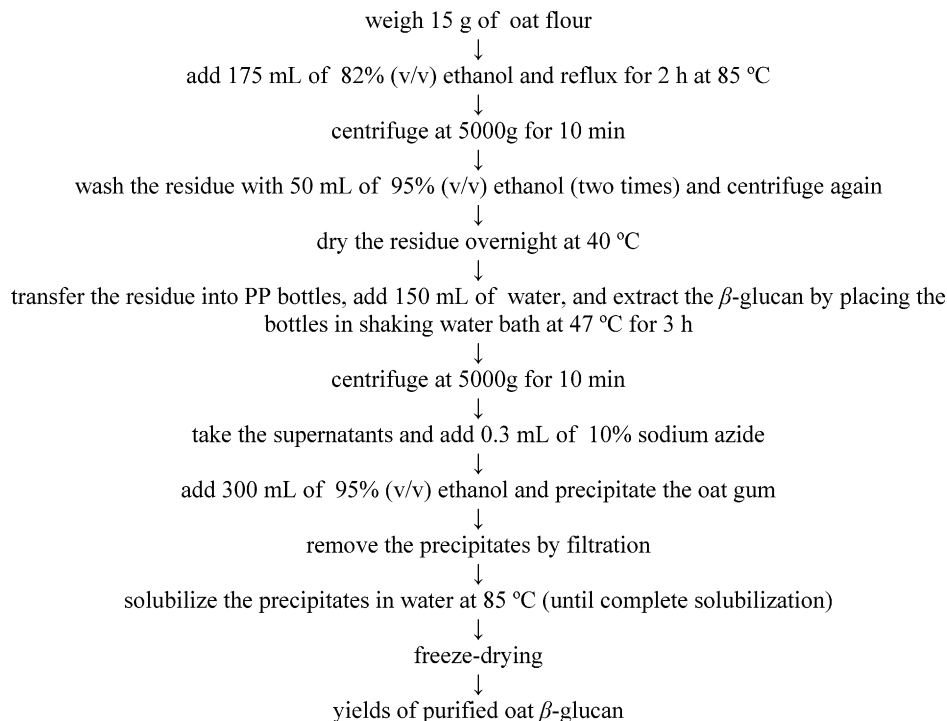 weigh 15 g of oat flour
↓
add 175 mL of 82% (v/v) ethanol and reflux for 2 h at 85 ºC
↓
centrifuge at 5000g for 10 min
↓
wash the residue with 50 mL of 95% (v/v) ethanol (two times) and centrifuge again
↓
dry the residue overnight at 40 ºC
↓
transfer the residue into PP bottles, add 150 mL of water, and extract the β-glucan by placing the
bottles in shaking water bath at 47 ºC for 3 h
↓
centrifuge at 5000g for 10 min
↓
take the supernatants and add 0.3 mL of 10% sodium azide
↓
add 300 mL of 95% (v/v) ethanol and precipitate the oat gum
↓
remove the precipitates by filtration
↓
solubilize the precipitates in water at 85 ºC (until complete solubilization)
↓
freeze-drying
↓
yields of purified oat β-glucan